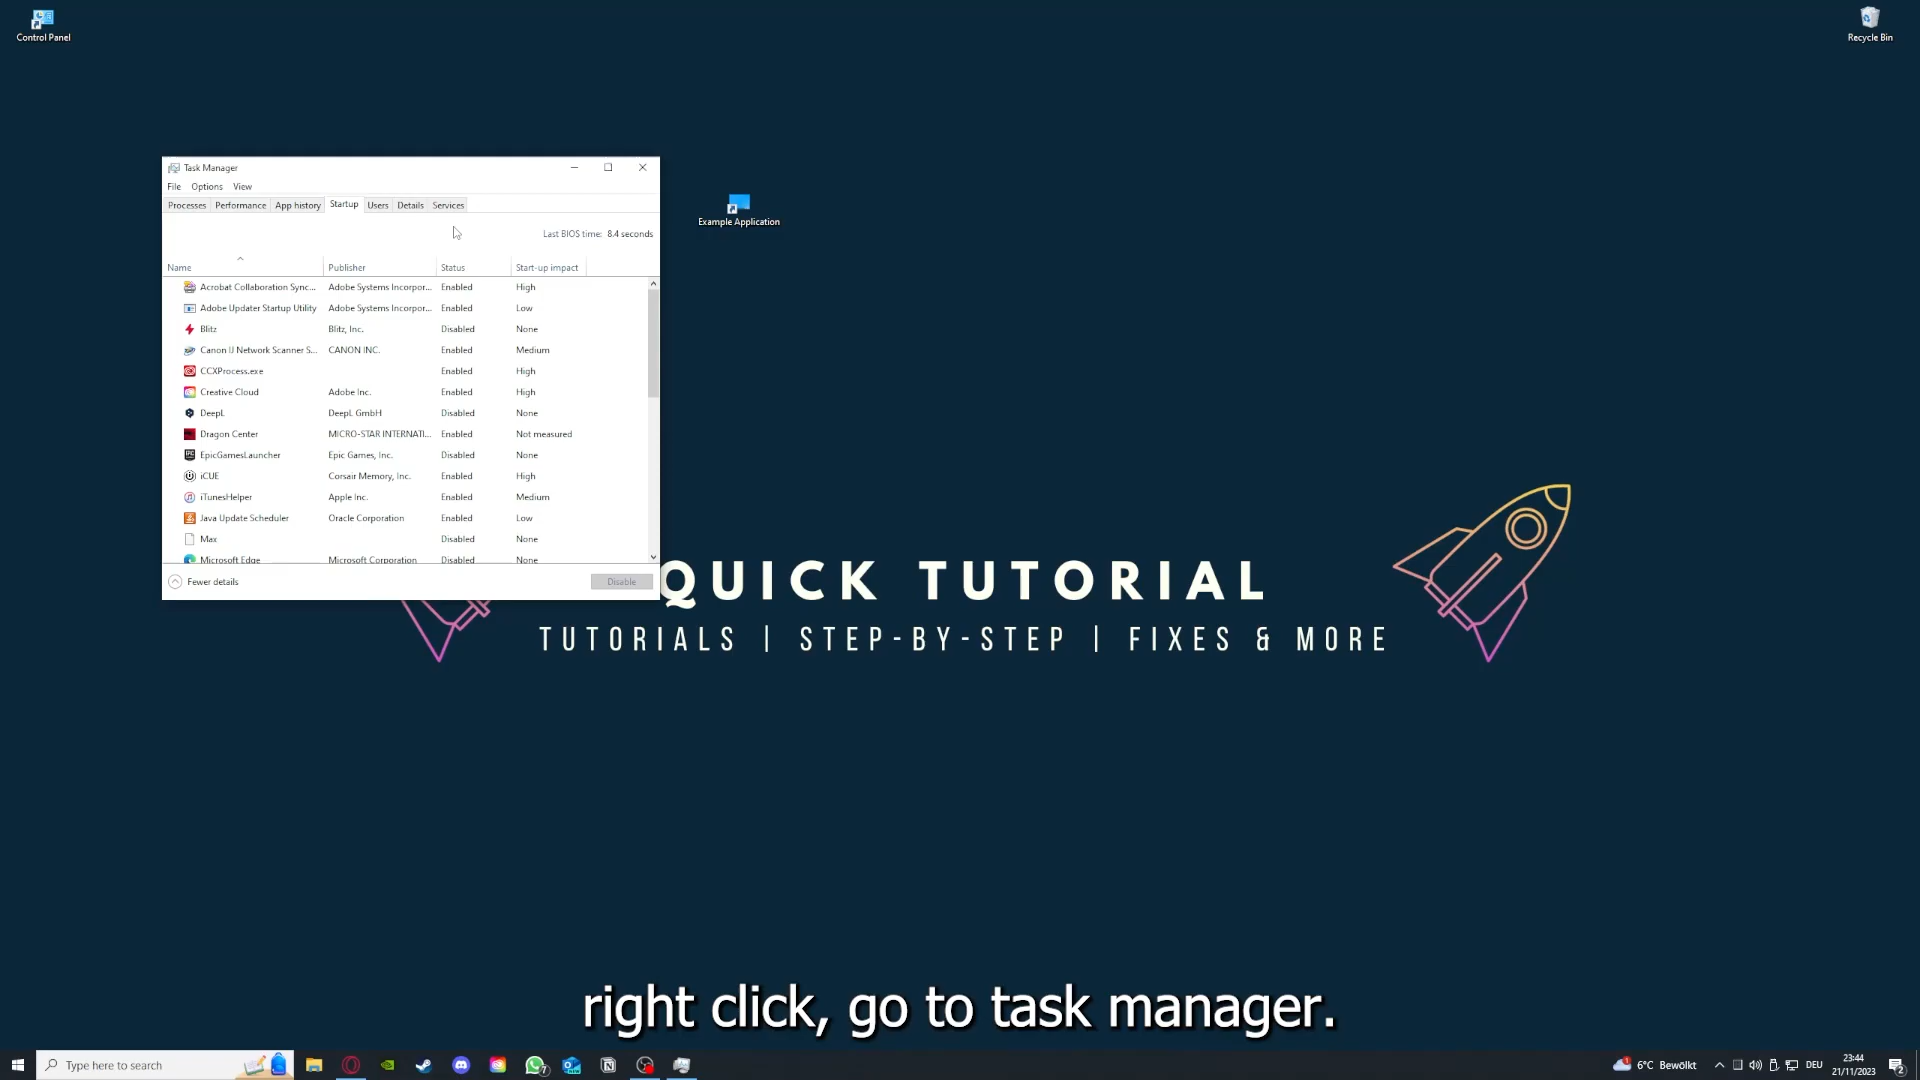 Control Panel
Recycle Bin
Task Manager
File Options View
Processes Performance App history Startup Users Details Services
Example Application
Last BIOS time: 8.4 seconds
Name Publisher Status Start-up impact
Acrobat Collaboration Sync... Adobe Systems Incorpor... Enabled High
Adobe Updater Startup Utility Adobe Systems Incorpor... Enabled Low
Blitz Blitz, Inc. Disabled None
Canon IJ Network Scanner S... CANON INC. Enabled Medium
CCXProcess.exe Enabled High
Creative Cloud Adobe Inc. Enabled High
DeepL DeepL GmbH Disabled None
Dragon Center MICRO-STAR INTERNATI... Enabled Not measured
EpicGamesLauncher Epic Games, Inc. Disabled None
iCUE Corsair Memory, Inc. Enabled High
iTunesHelper Apple Inc. Enabled Medium
Java Update Scheduler Oracle Corporation Enabled Low
Max Disabled None
Microsoft Edge Microsoft Corporation Disabled None
Fewer details Disable
QUICK TUTORIAL
TUTORIALS | STEP-BY-STEP | FIXES & MORE
right click, go to task manager.
Type here to search
7
1
6°C Bewölkt
DEU
23:44
21/11/2023
2